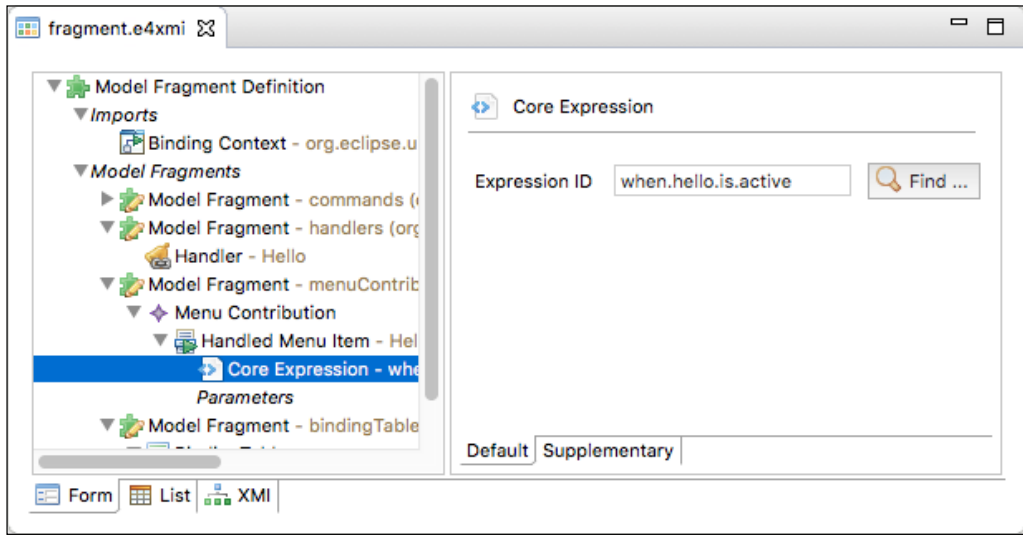 fragment.e4xmi
Model Fragment Definition
Imports
Binding Context - org.eclipse.u
Model Fragments
Model Fragment - commands (
Model Fragment - handlers (org
Handler - Hello
Model Fragment - menuContrib
Menu Contribution
Handled Menu Item - Hel
Core Expression - whe
Parameters
Model Fragment - bindingTable
Core Expression
Expression ID when.hello.is.active Find ...
Default Supplementary
Form List XMI